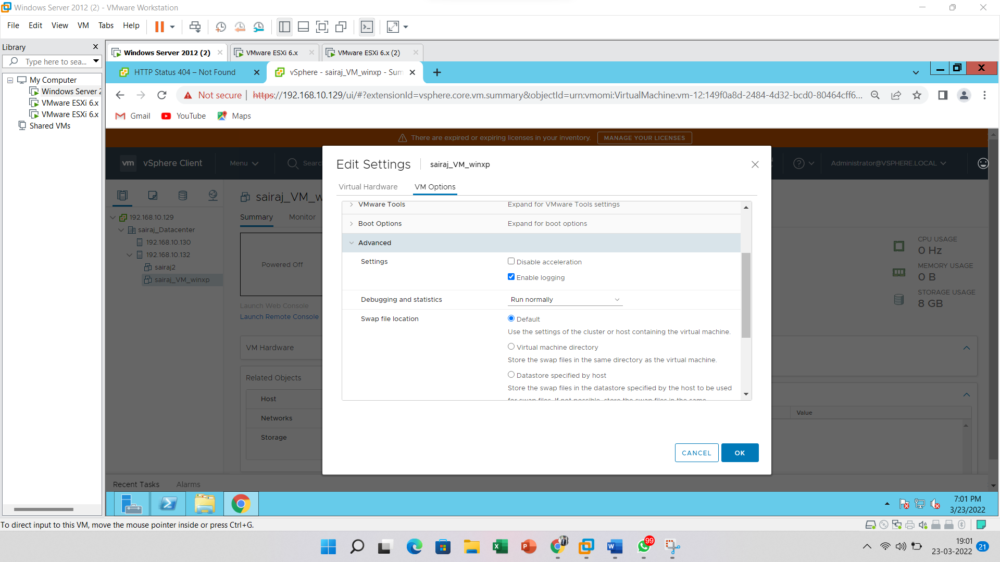 Windows Server 2012 (2) - VMware Workstation
File Edit View VM Tabs Help
Library
Type here to sea...
My Computer
Windows Server 2
VMware ESXi 6.x
VMware ESXi 6.x
Shared VMs
Windows Server 2012 (2) VMware ESXi 6.x VMware ESXi 6.x (2)
HTTP Status 404 – Not Found vSphere - sairaj_VM_winxp - Sum
Not secure https://192.168.10.129/ui/#?extensionId=vsphere.core.vm.summary&objectId=urn:vmomi:VirtualMachine:vm-12:149f0a8d-2484-4d32-bcd0-80464cff6...
Gmail YouTube Maps
There are expired or expiring licenses in your inventory. MANAGE YOUR LICENSES
vm vSphere Client Menu Searc Administrator@VSPHERE.LOCAL
192.168.10.129
sairaj_Datacenter
192.168.10.130
192.168.10.132
sairaj2
sairaj_VM_winxp
sairaj_VM_w
Summary Monitor
Powered Off
Launch Web Console
Launch Remote Console
VM Hardware
Related Objects
Host
Networks
Storage
Edit Settings sairaj_VM_winxp
Virtual Hardware VM Options
VMware Tools Expand for VMware Tools settings
Boot Options Expand for boot options
Advanced
Settings Disable acceleration
Enable logging
Debugging and statistics Run normally
Swap file location Default
Use the settings of the cluster or host containing the virtual machine.
Virtual machine directory
Store the swap files in the same directory as the virtual machine.
Datastore specified by host
Store the swap files in the datastore specified by the host to be used
for swap files. If not possible, store the swap files in the same
CANCEL OK
CPU USAGE
0 Hz
MEMORY USAGE
0 B
STORAGE USAGE
8 GB
Value
Recent Tasks Alarms
7:01 PM
3/23/2022
To direct input to this VM, move the mouse pointer inside or press Ctrl+G.
99
19:01
23-03-2022
21